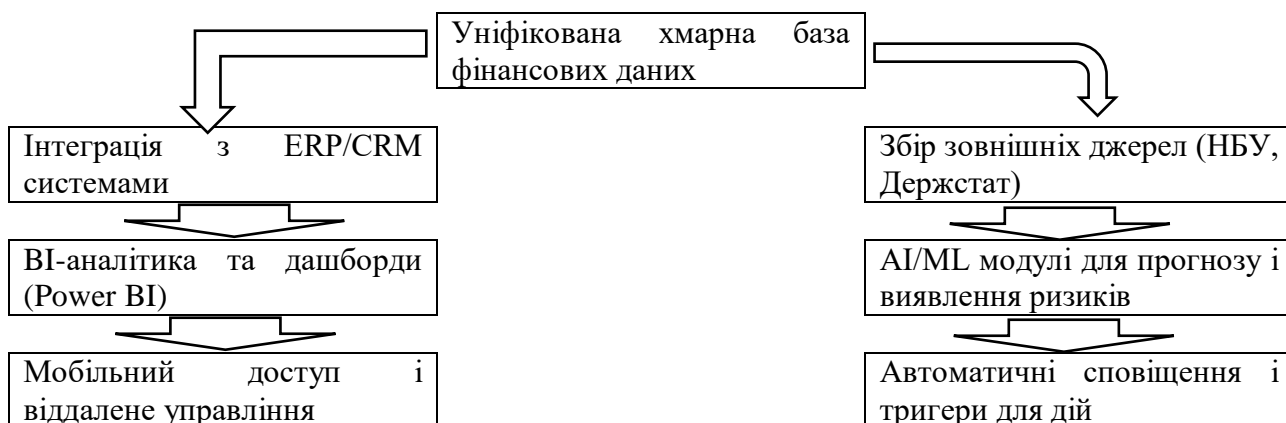 Уніфікована хмарна база
фінансових даних
Інтеграція з ERP/CRM
системами
Збір зовнішніх джерел (НБУ,
Держстат)
BI-аналітика та дашборди
(Power BI)
AI/ML модулі для прогнозу і
виявлення ризиків
Мобільний доступ і
віддалене управління
Автоматичні сповіщення і
тригери для дій